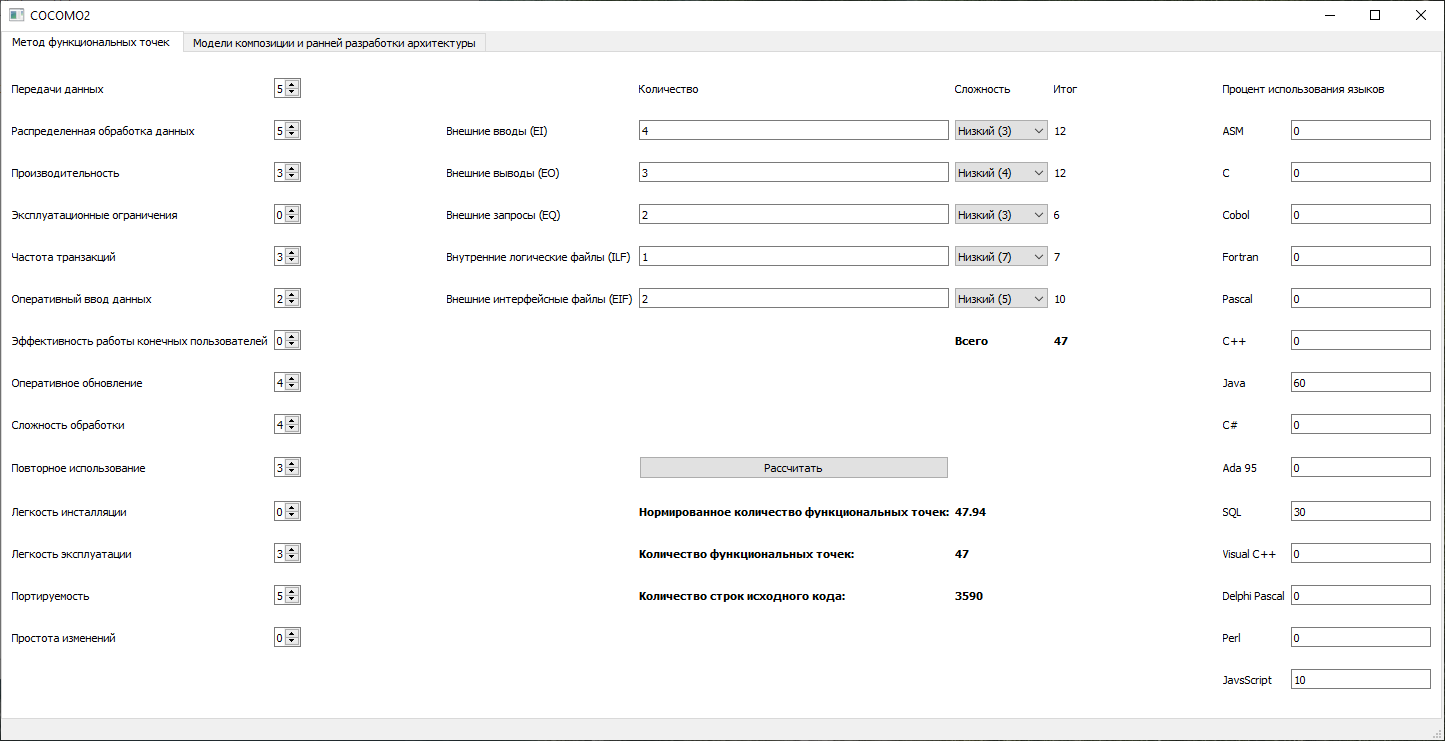 COCOMO2
Метод функциональных точек Модели композиции и ранней разработки архитектуры
Передачи данных 5 Количество Сложность Итог Процент использования языков
Распределенная обработка данных 5 Внешние вводы (EI) 4 Низкий (3) 12 ASM 0
Производительность 3 Внешние выводы (EO) 3 Низкий (4) 12 C 0
Эксплуатационные ограничения 0 Внешние запросы (EQ) 2 Низкий (3) 6 Cobol 0
Частота транзакций 3 Внутренние логические файлы (ILF) 1 Низкий (7) 7 Fortran 0
Оперативный ввод данных 2 Внешние интерфейсные файлы (EIF) 2 Низкий (5) 10 Pascal 0
Эффективность работы конечных пользователей 0 Всего 47 C++ 0
Оперативное обновление 4 Java 60
Сложность обработки 4 C# 0
Повторное использование 3 Рассчитать Ada 95 0
Легкость инсталляции 0 Нормированное количество функциональных точек: 47.94 SQL 30
Легкость эксплуатации 3 Количество функциональных точек: 47 Visual C++ 0
Портируемость 5 Количество строк исходного кода: 3590 Delphi Pascal 0
Простота изменений 0 Perl 0
JavsScript 10